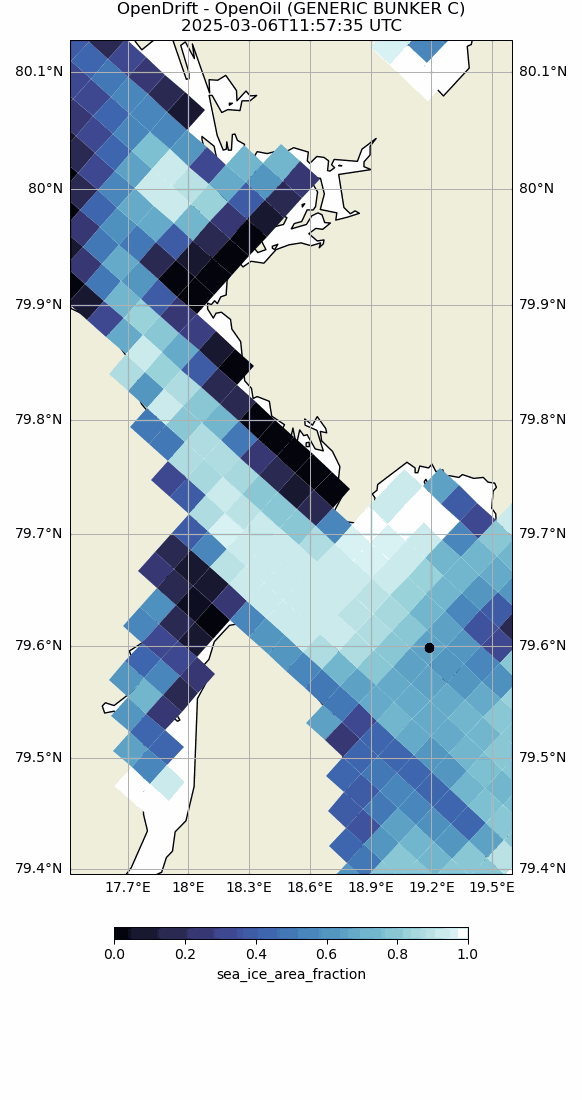 OpenDrift - OpenOil (GENERIC BUNKER C)
2025-03-06T11:57:35 UTC
80.1°N 80.1°N
80°N 80°N
79.9°N 79.9°N
79.8°N 79.8°N
79.7°N 79.7°N
79.6°N 79.6°N
79.5°N 79.5°N
79.4°N 79.4°N
17.7°E 18°E 18.3°E 18.6°E 18.9°E 19.2°E 19.5°E
0.0 0.2 0.4 0.6 0.8 1.0
sea_ice_area_fraction